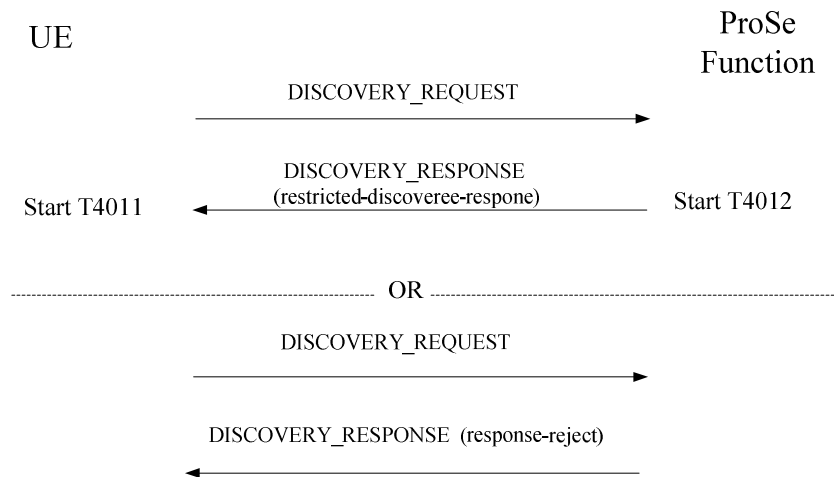 UE
ProSe
Function
DISCOVERY_REQUEST
DISCOVERY_RESPONSE
(restricted-discoveree-respone)
Start T4011
Start T4012
OR
DISCOVERY_REQUEST
DISCOVERY_RESPONSE (response-reject)